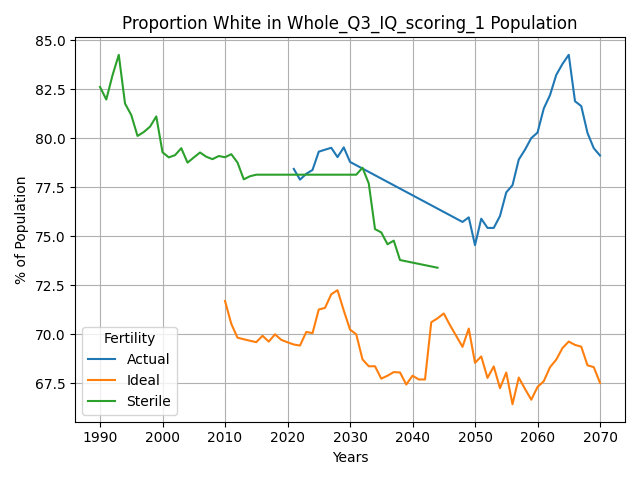 Proportion White in Whole_Q3_IQ_scoring_1 Population
% of Population
85.0
82.5
80.0
77.5
75.0
72.5
70.0
67.5
Fertility
Actual
Ideal
Sterile
1990 2000 2010 2020 2030 2040 2050 2060 2070
Years